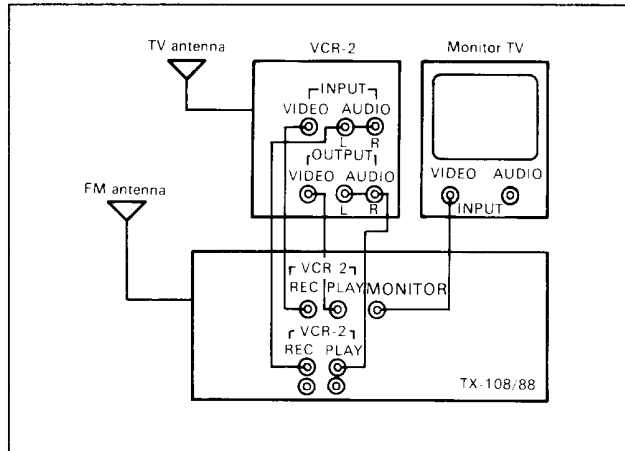 TV antenna
VCR-2
Monitor TV
INPUT
VIDEO AUDIO
L R
OUTPUT
VIDEO AUDIO
L R
VIDEO AUDIO
INPUT
FM antenna
VCR 2
REC PLAY MONITOR
VCR-2
REC PLAY
TX-108/88